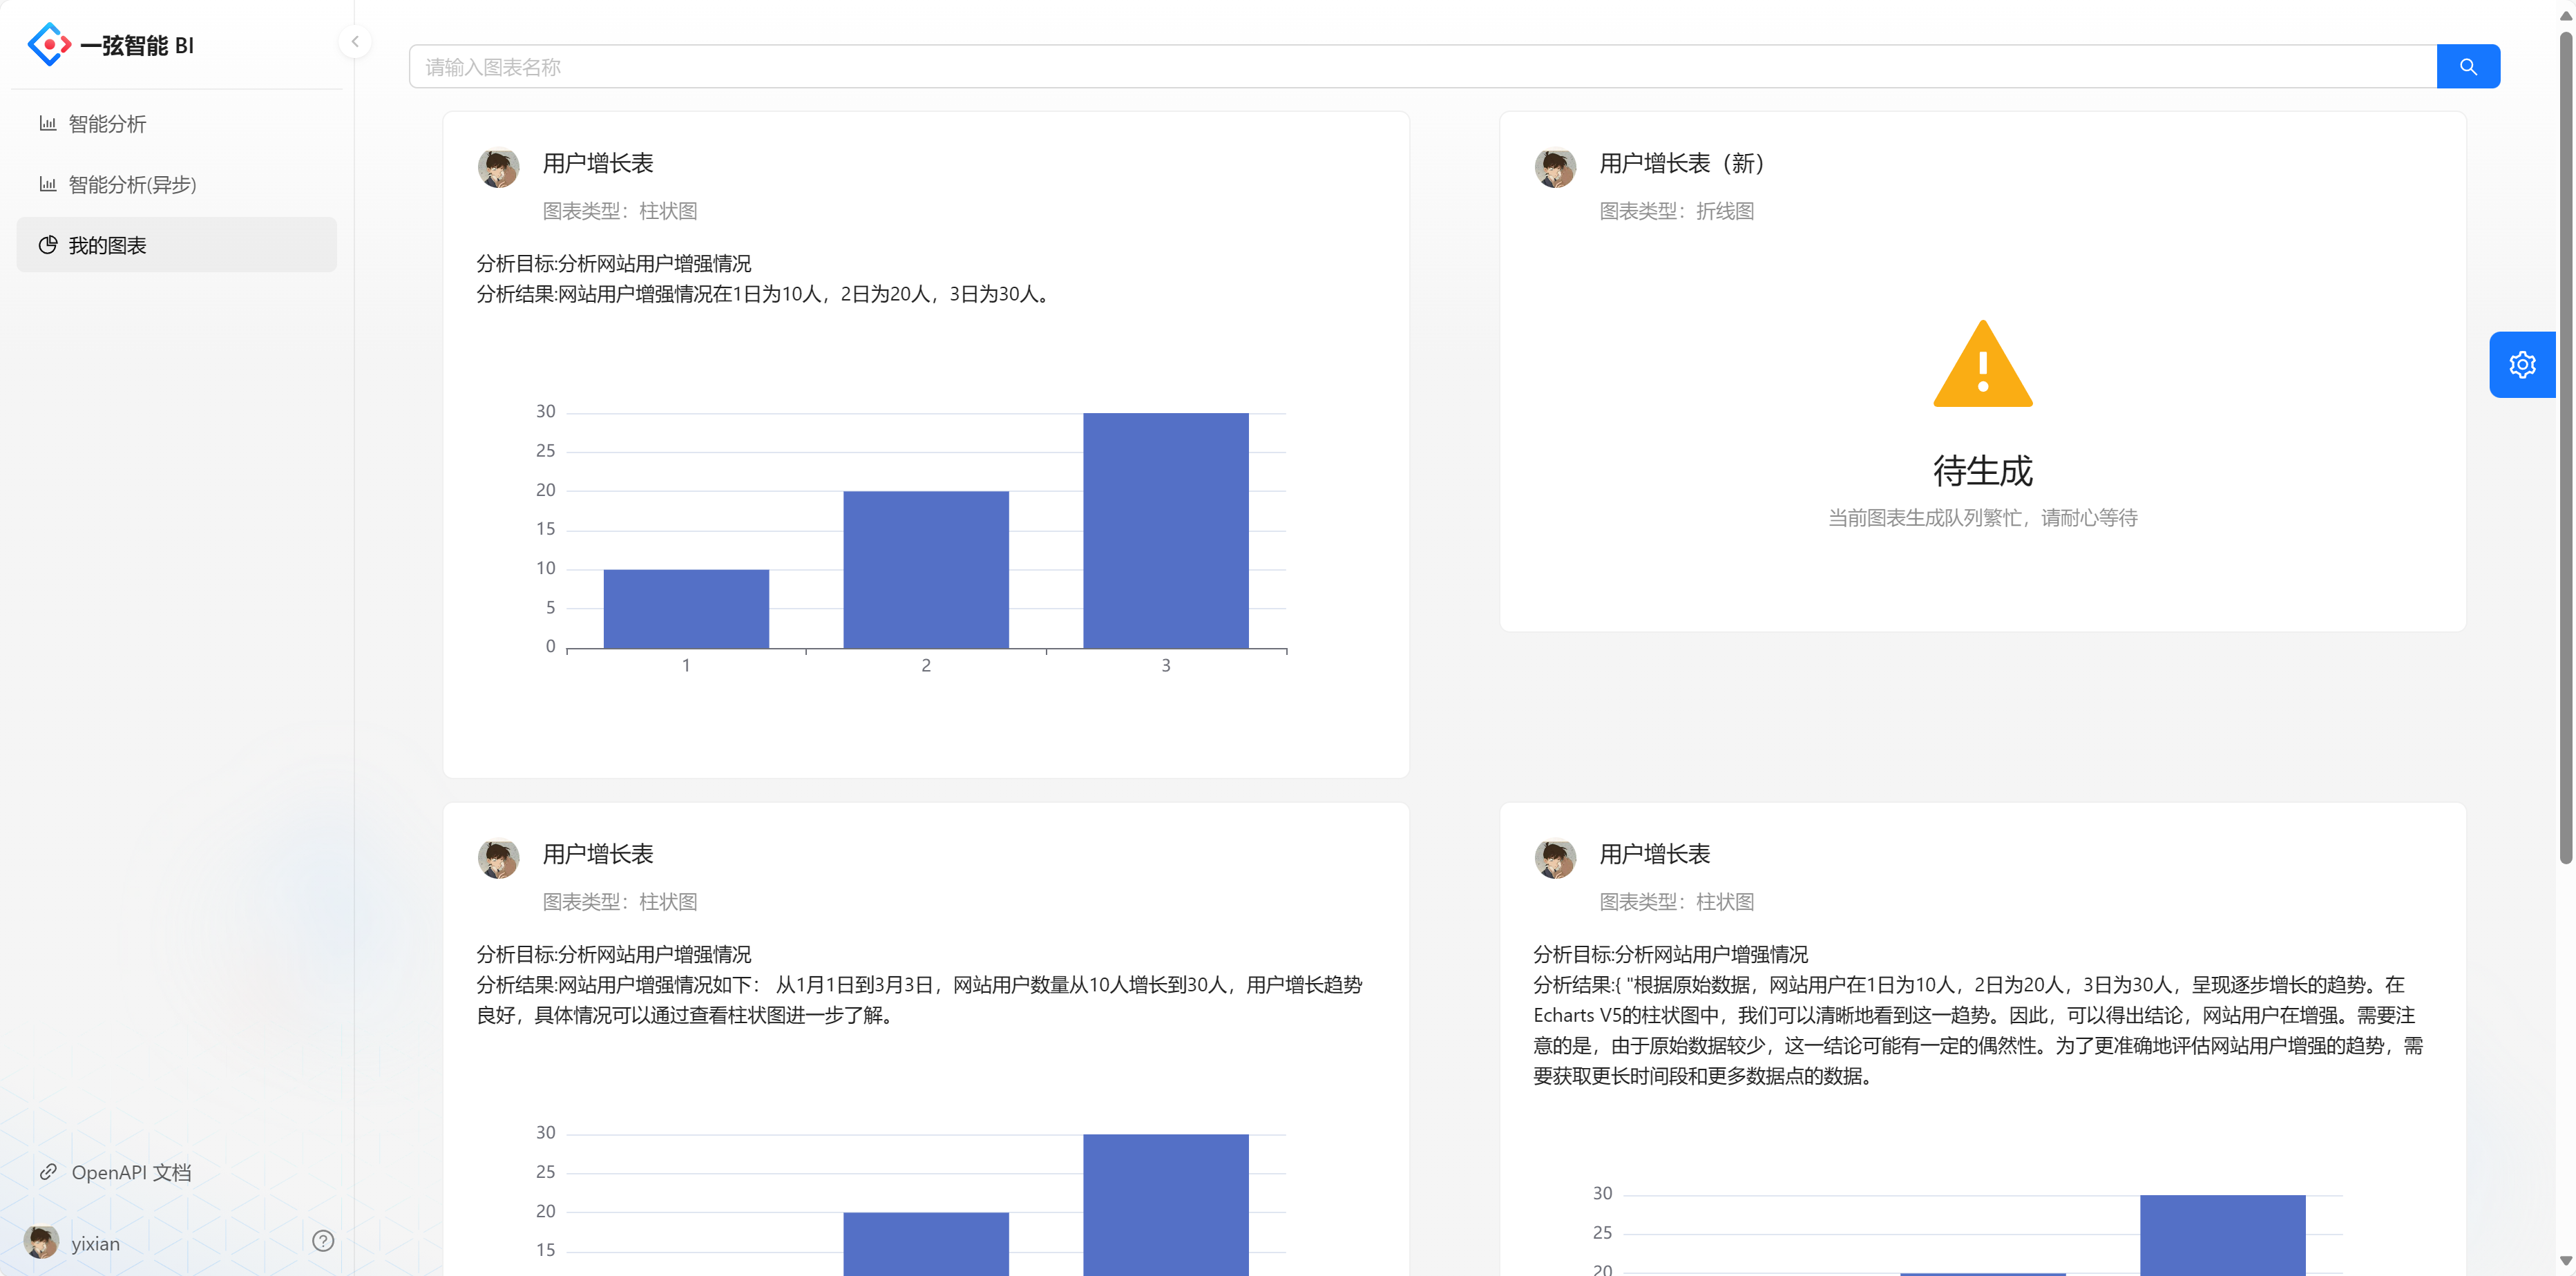 一弦智能 BI
智能分析
智能分析(异步)
我的图表
OpenAPI 文档
yixian
请输入图表名称
用户增长表
图表类型：柱状图
分析目标:分析网站用户增强情况
分析结果:网站用户增强情况在1日为10人，2日为20人，3日为30人。
30
25
20
15
10
5
0
1 2 3
用户增长表（新）
图表类型：折线图
待生成
当前图表生成队列繁忙，请耐心等待
用户增长表
图表类型：柱状图
分析目标:分析网站用户增强情况
分析结果:网站用户增强情况如下： 从1月1日到3月3日，网站用户数量从10人增长到30人，用户增长趋势
良好，具体情况可以通过查看柱状图进一步了解。
30
25
20
15
用户增长表
图表类型：柱状图
分析目标:分析网站用户增强情况
分析结果:{ "根据原始数据，网站用户在1日为10人，2日为20人，3日为30人，呈现逐步增长的趋势。在
Echarts V5的柱状图中，我们可以清晰地看到这一趋势。因此，可以得出结论，网站用户在增强。需要注
意的是，由于原始数据较少，这一结论可能有一定的偶然性。为了更准确地评估网站用户增强的趋势，需
要获取更长时间段和更多数据点的数据。
30
25
20